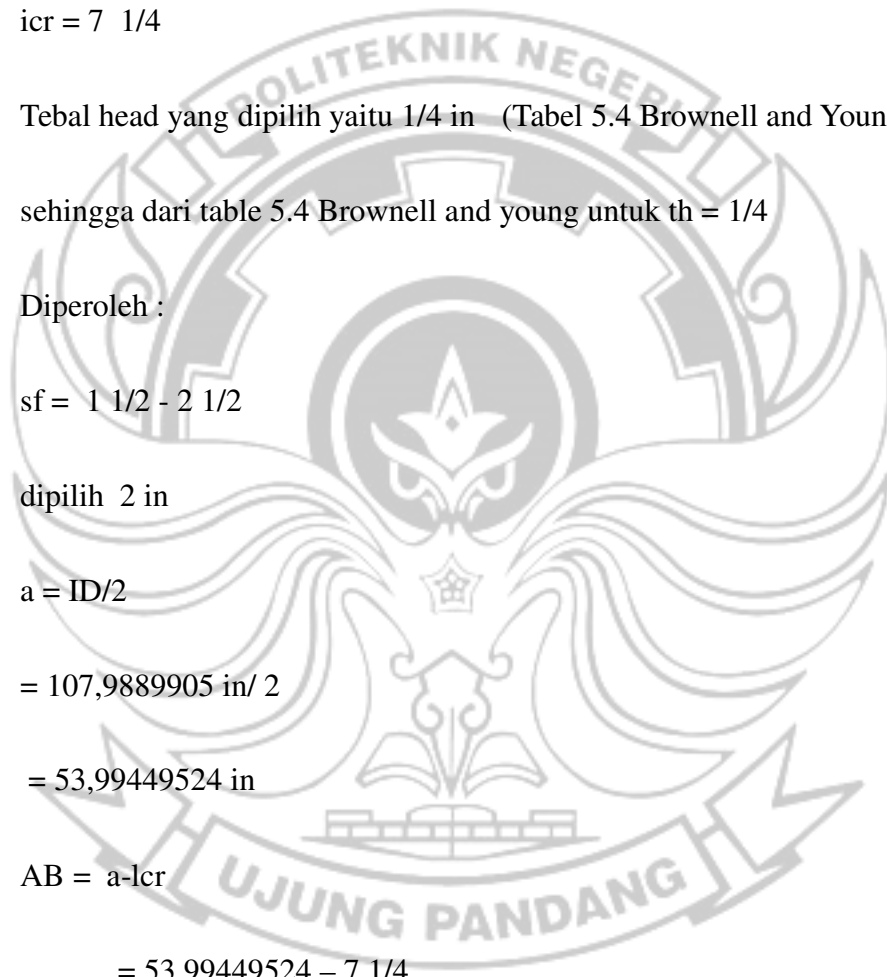 icr = 7 1/4
POLITEKNIK NEGERI
Tebal head yang dipilih yaitu 1/4 in (Tabel 5.4 Brownell and Youn
sehingga dari table 5.4 Brownell and young untuk th = 1/4
Diperoleh :
sf = 1 1/2 - 2 1/2
dipilih 2 in
a = ID/2
= 107,9889905 in/ 2
= 53,99449524 in
AB = a-lcr
UJUNG PANDANG
= 53,99449524 – 7 1/4